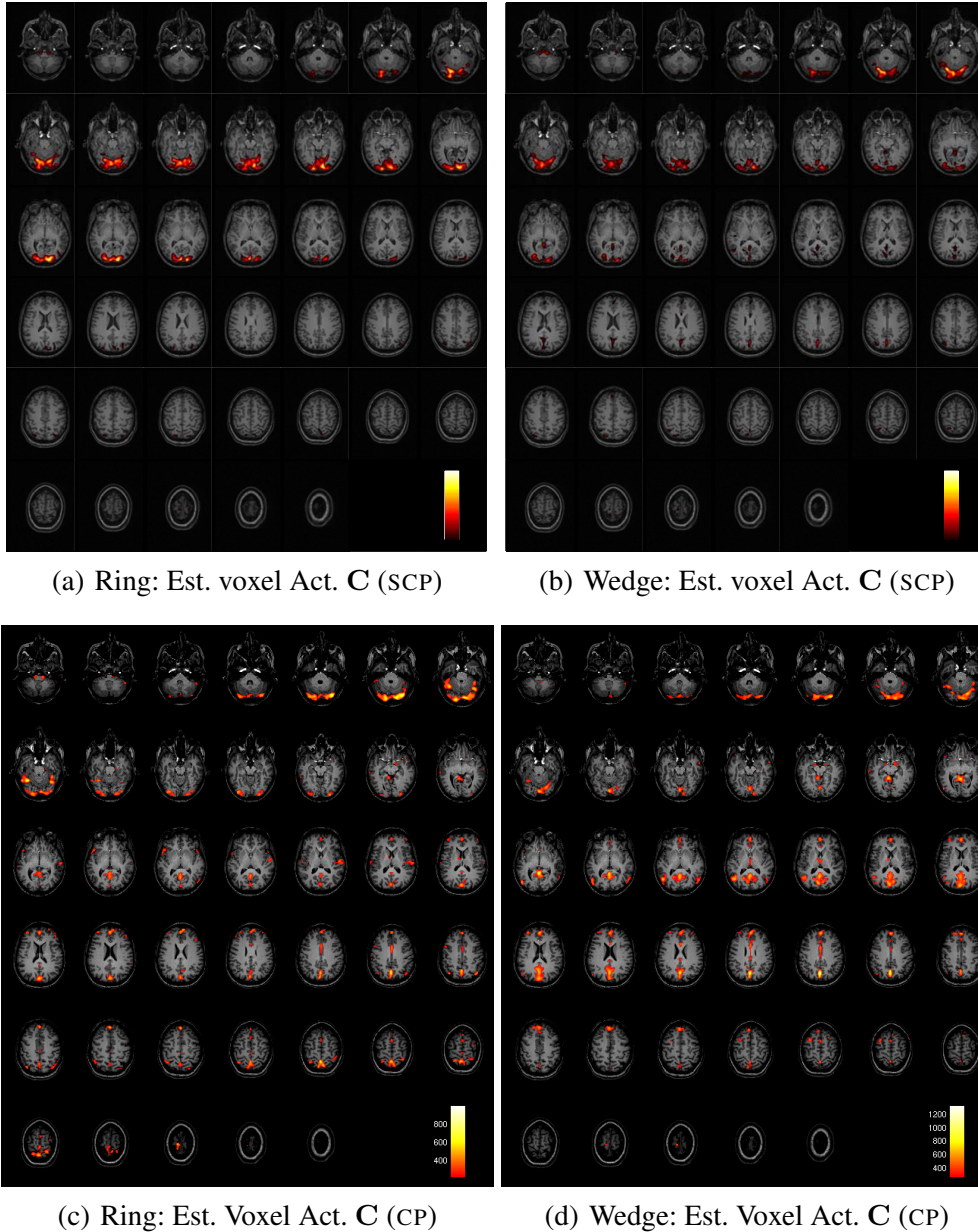 (a) Ring: Est. voxel Act. C (SCP)
(b) Wedge: Est. voxel Act. C (SCP)
800
600
400
1200
1000
800
600
400
(c) Ring: Est. Voxel Act. C (CP)
(d) Wedge: Est. Voxel Act. C (CP)